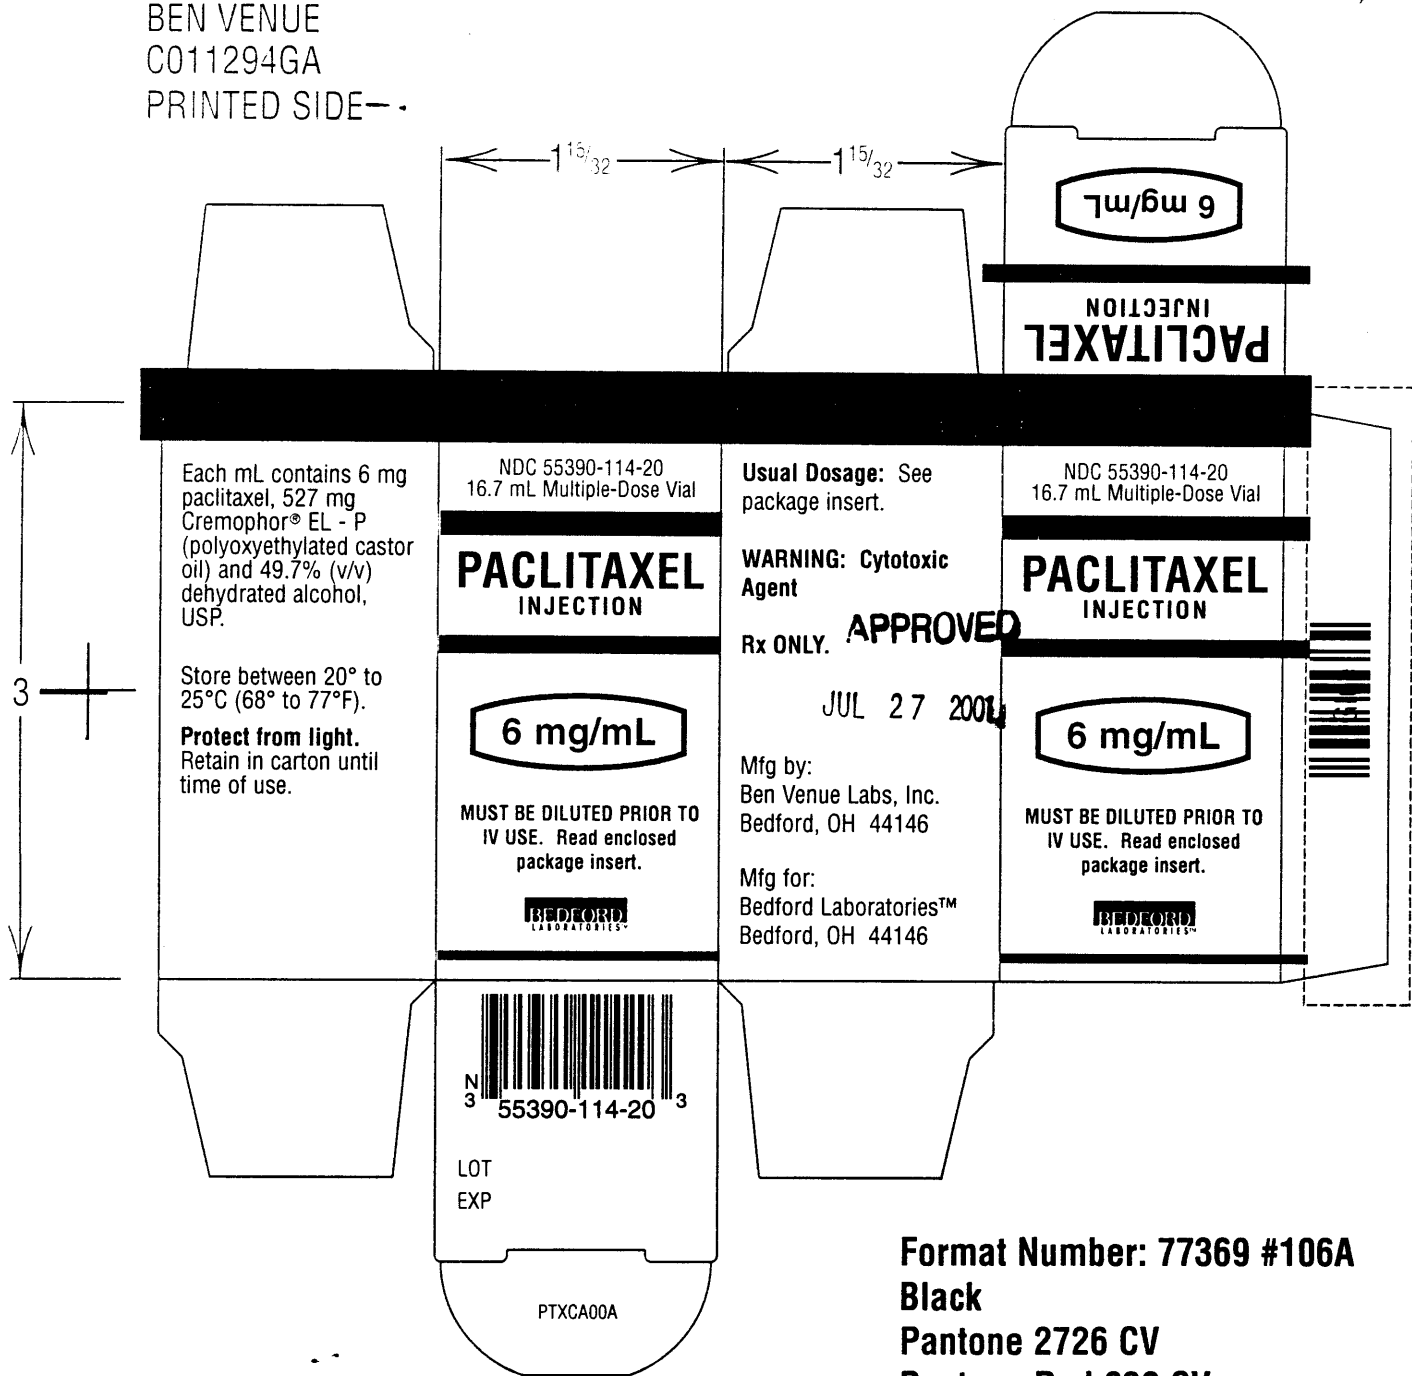 BEN VENUE
C011294GA
PRINTED SIDE
1 15/32
1 15/32
6 mg/mL
INJECTION
PACLITAXEL
3
Each mL contains 6 mg
paclitaxel, 527 mg
Cremophor® EL - P
(polyoxyethylated castor
oil) and 49.7% (v/v)
dehydrated alcohol,
USP.
Store between 20° to
25°C (68° to 77°F).
Protect from light.
Retain in carton until
time of use.
NDC 55390-114-20
16.7 mL Multiple-Dose Vial
PACLITAXEL
INJECTION
6 mg/mL
MUST BE DILUTED PRIOR TO
IV USE. Read enclosed
package insert.
BEDFORD
LABORATORIES™
Usual Dosage: See
package insert.
WARNING: Cytotoxic
Agent
Rx ONLY.
APPROVED
JUL 27 2001
Mfg by:
Ben Venue Labs, Inc.
Bedford, OH 44146
Mfg for:
Bedford Laboratories™
Bedford, OH 44146
NDC 55390-114-20
16.7 mL Multiple-Dose Vial
PACLITAXEL
INJECTION
6 mg/mL
MUST BE DILUTED PRIOR TO
IV USE. Read enclosed
package insert.
BEDFORD
LABORATORIES™
N
3 55390-114-20 3
LOT
EXP
PTXCA00A
Format Number: 77369 #106A
Black
Pantone 2726 CV